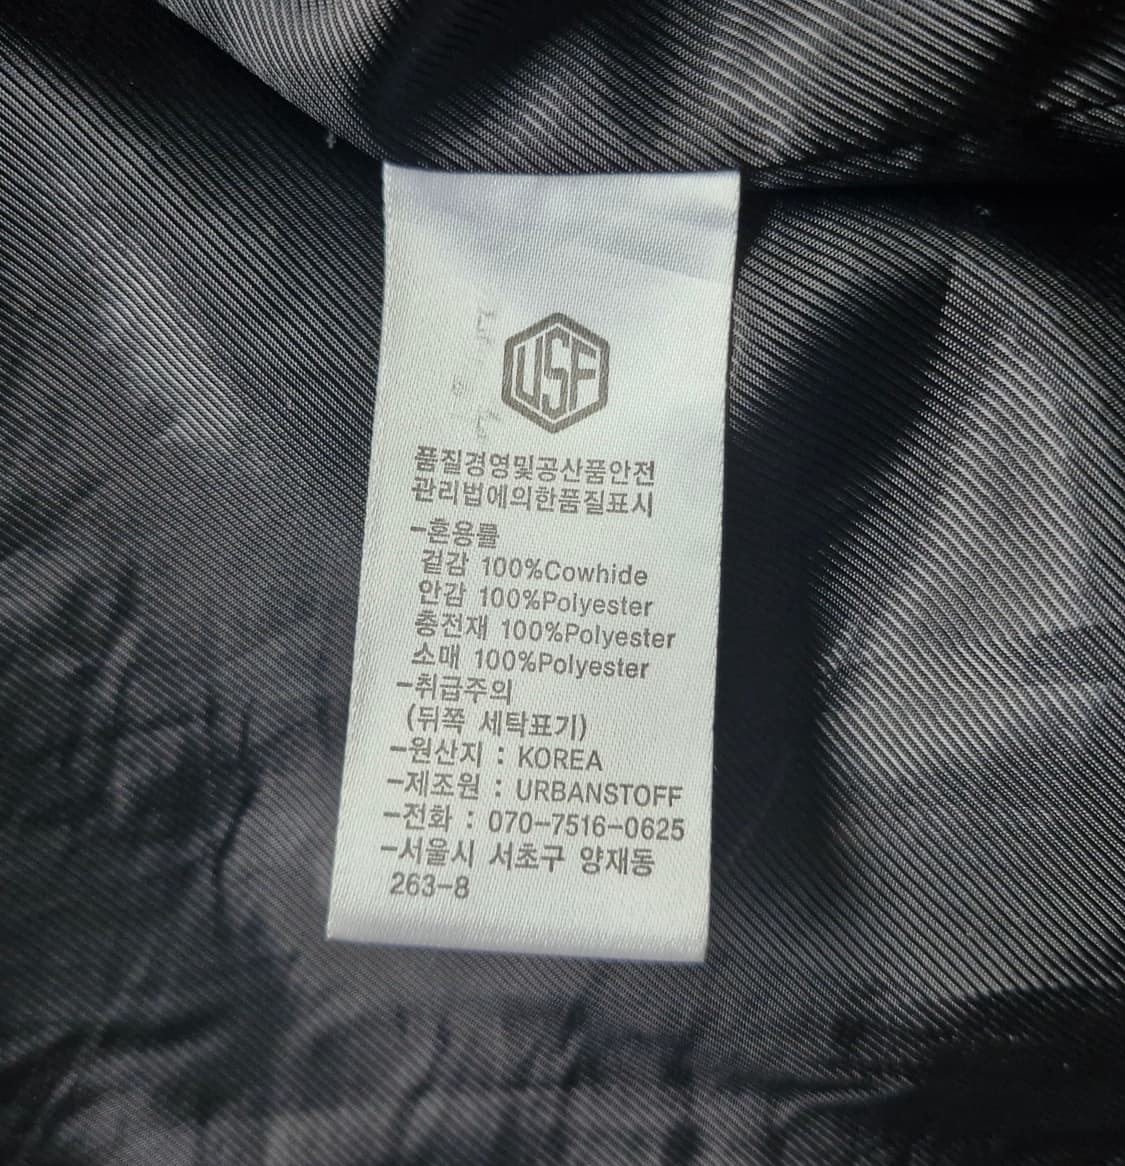 USF
품질경영및공산품안전
관리법에의한품질표시
-혼용률
겉감 100%Cowhide
안감 100%Polyester
충전재 100%Polyester
소매 100%Polyester
-취급주의
(뒤쪽 세탁표기)
-원산지 : KOREA
-제조원 : URBANSTOFF
-전화 : 070-7516-0625
-서울시 서초구 양재동
263-8